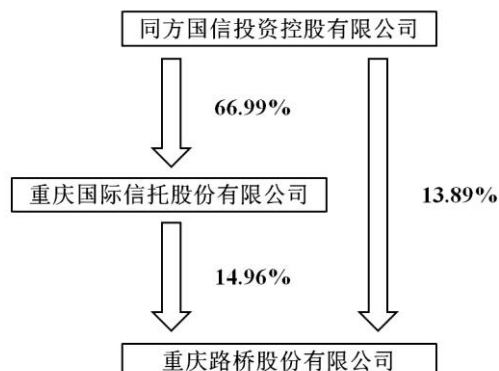 同方国信投资控股有限公司
66.99%
重庆国际信托股份有限公司
13.89%
14.96%
重庆路桥股份有限公司